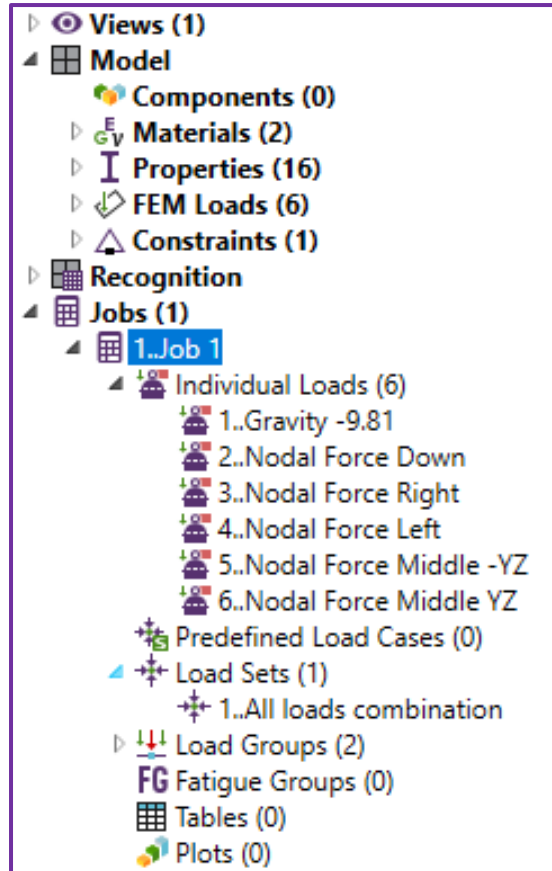 Views (1)
Model
Components (0)
Materials (2)
Properties (16)
FEM Loads (6)
Constraints (1)
Recognition
Jobs (1)
1..Job 1
Individual Loads (6)
1..Gravity -9.81
2..Nodal Force Down
3..Nodal Force Right
4..Nodal Force Left
5..Nodal Force Middle -YZ
6..Nodal Force Middle YZ
Predefined Load Cases (0)
Load Sets (1)
1..All loads combination
Load Groups (2)
FG Fatigue Groups (0)
Tables (0)
Plots (0)